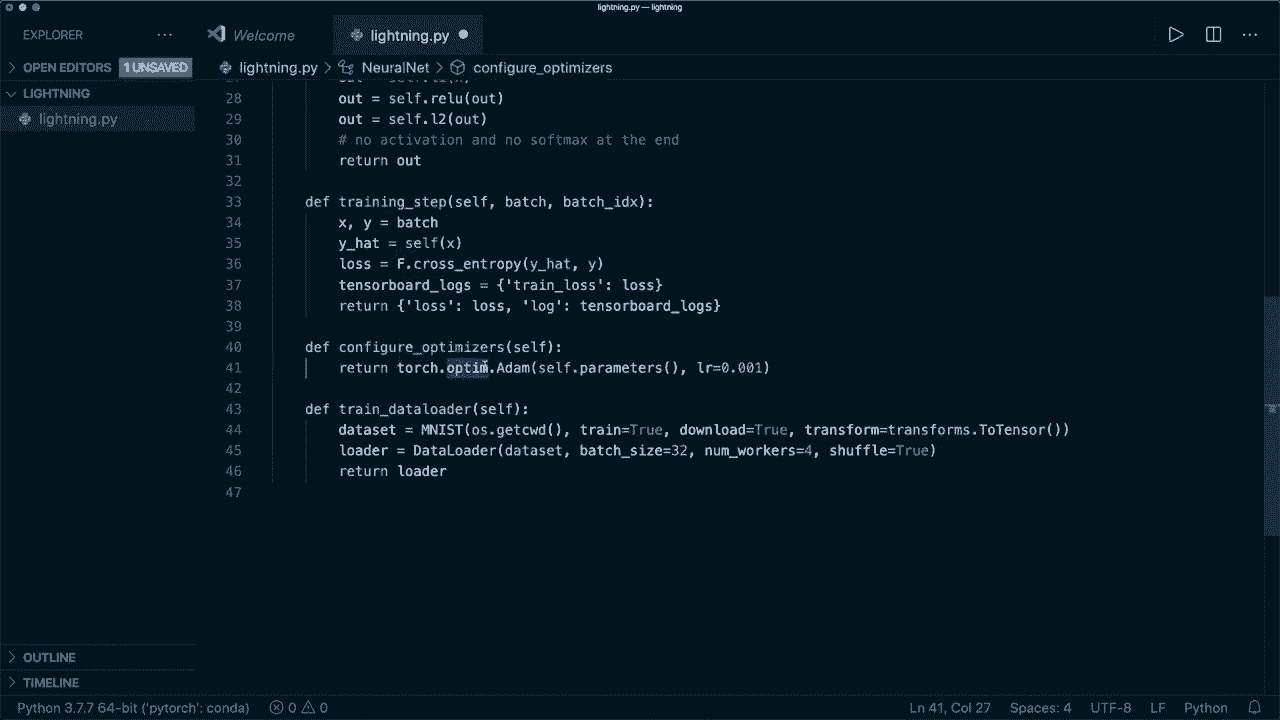 lightning.py — lightning
EXPLORER
Welcome
lightning.py
OPEN EDITORS 1 UNSAVED
lightning.py > NeuralNet > configure_optimizers
LIGHTNING
lightning.py
28 out = self.relu(out)
29 out = self.l2(out)
30 # no activation and no softmax at the end
31 return out
32
33 def training_step(self, batch, batch_idx):
34 x, y = batch
35 y_hat = self(x)
36 loss = F.cross_entropy(y_hat, y)
37 tensorboard_logs = {'train_loss': loss}
38 return {'loss': loss, 'log': tensorboard_logs}
39
40 def configure_optimizers(self):
41 return torch.optim.Adam(self.parameters(), lr=0.001)
42
43 def train_dataloader(self):
44 dataset = MNIST(os.getcwd(), train=True, download=True, transform=transforms.ToTensor())
45 loader = DataLoader(dataset, batch_size=32, num_workers=4, shuffle=True)
46 return loader
47
OUTLINE
TIMELINE
Python 3.7.7 64-bit ('pytorch': conda) 0 0 Ln 41, Col 27 Spaces: 4 UTF-8 LF Python